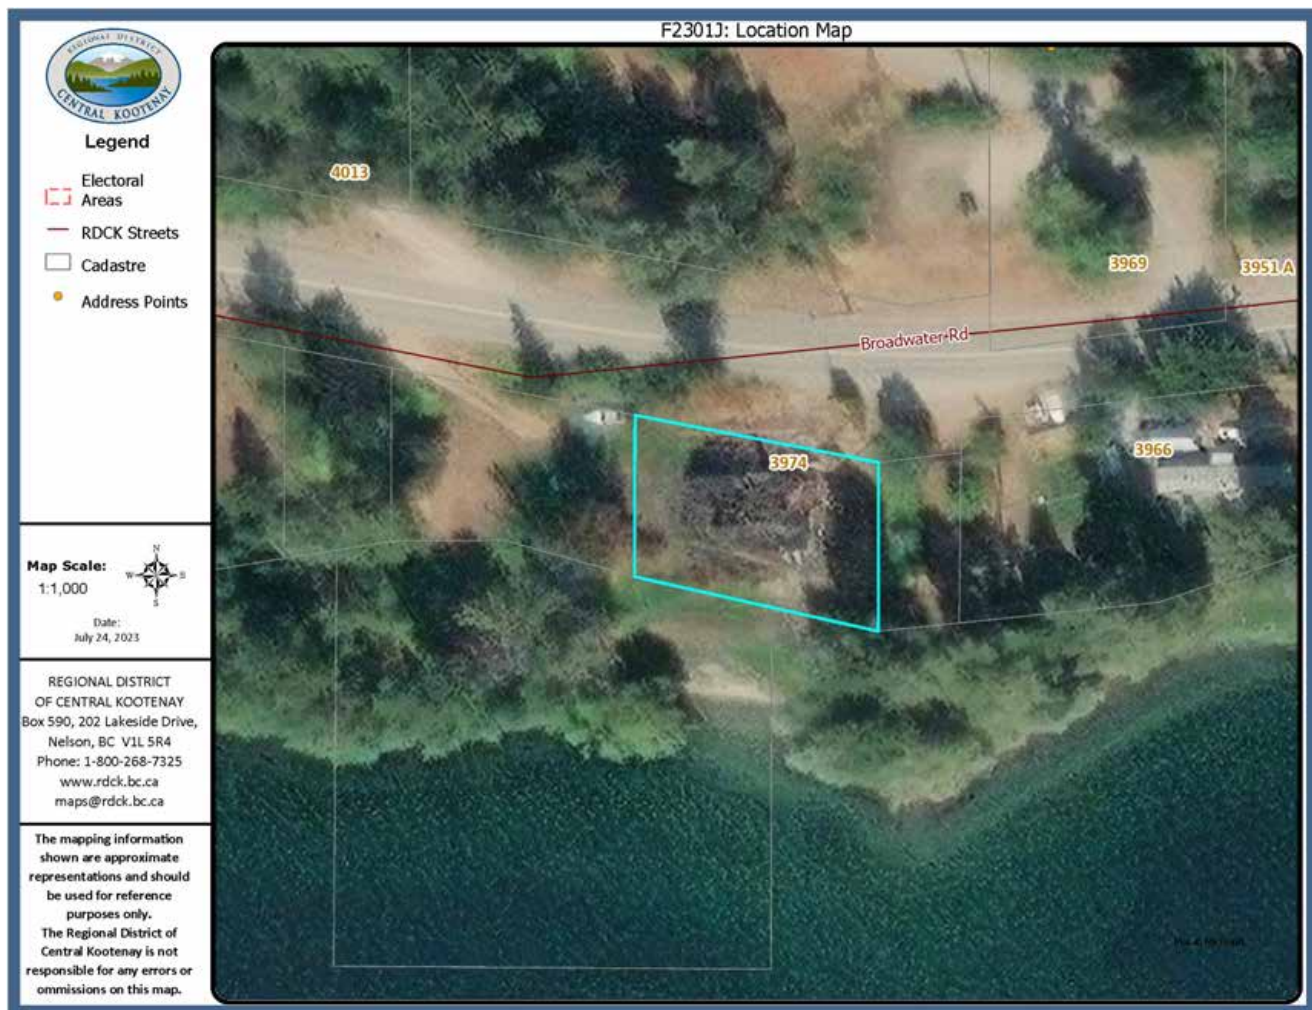 F2301J: Location Map
REGIONAL DISTRICT
CENTRAL KOOTENAY
Legend
Electoral
Areas
RDCK Streets
Cadastre
Address Points
Map Scale:
1:1,000
N
W
S
Date:
July 24, 2023
REGIONAL DISTRICT
OF CENTRAL KOOTENAY
Box 590, 202 Lakeside Drive,
Nelson, BC V1L 5R4
Phone: 1-800-268-7325
www.rdck.bc.ca
maps@rdck.bc.ca
The mapping information
shown are approximate
representations and should
be used for reference
purposes only.
The Regional District of
Central Kootenay is not
responsible for any errors or
ommissions on this map.
4013
3969
3951 A
Broadwater Rd
3974
3966